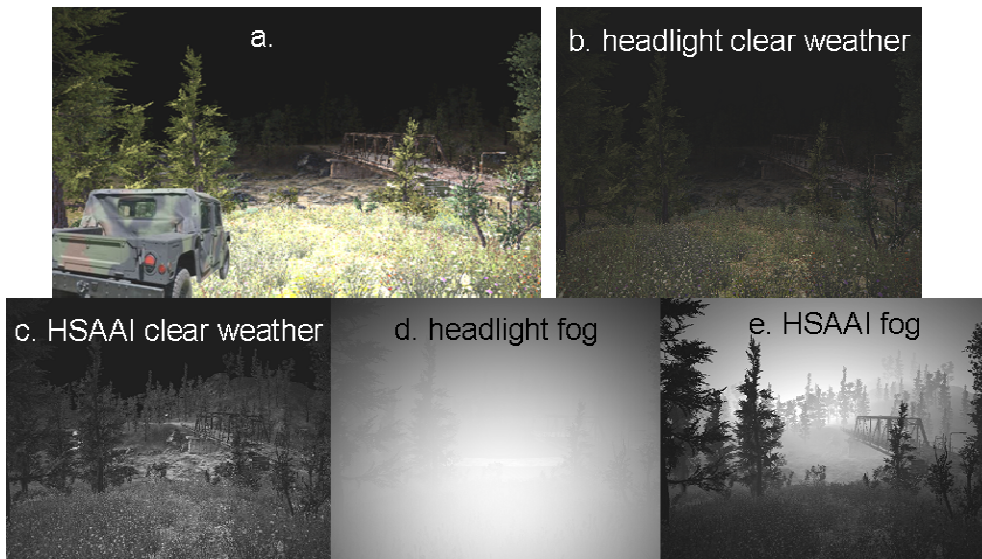 a.
b. headlight clear weather
c. HSAAI clear weather
d. headlight fog
e. HSAAI fog